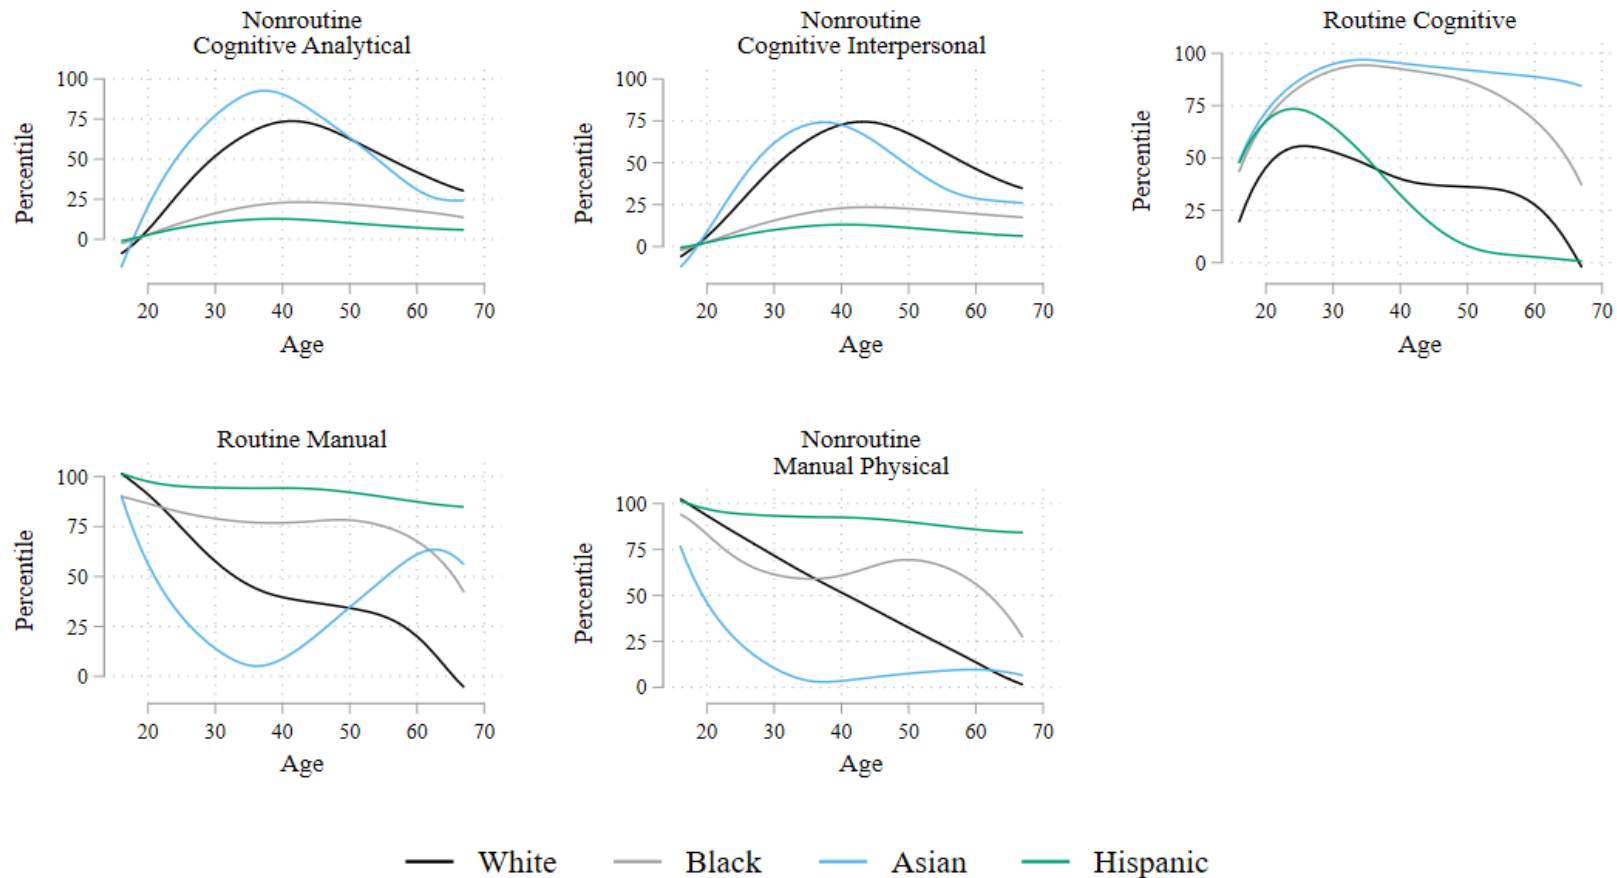 Nonroutine
Cognitive Analytical
100
75
50
25
0
Percentile
20 30 40 50 60 70
Age
Nonroutine
Cognitive Interpersonal
100
75
50
25
0
Percentile
20 30 40 50 60 70
Age
Routine Cognitive
100
75
50
25
0
Percentile
20 30 40 50 60 70
Age
Routine Manual
100
75
50
25
0
Percentile
20 30 40 50 60 70
Age
Nonroutine
Manual Physical
100
75
50
25
0
Percentile
20 30 40 50 60 70
Age
White Black Asian Hispanic